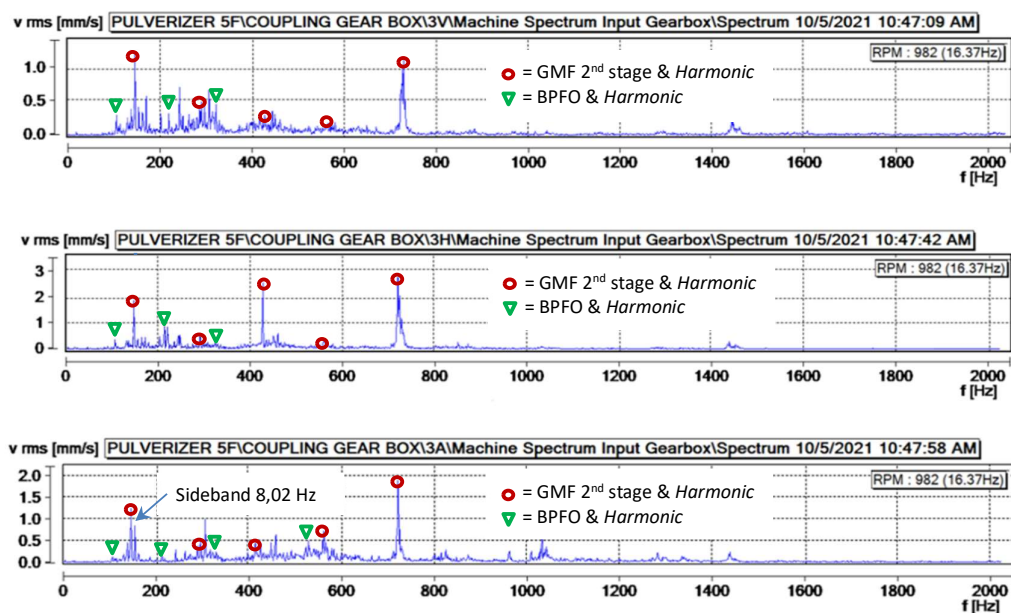 v rms [mm/s] PULVERIZER 5F\COUPLING GEAR BOX\3V\Machine Spectrum Input Gearbox\Spectrum 10/5/2021 10:47:09 AM
RPM : 982 (16.37Hz)
1.0
= GMF 2nd stage & Harmonic
= BPFO & Harmonic
0.5
0.0
0 200 400 600 800 1000 1200 1400 1600 1800 2000
f [Hz]
v rms [mm/s] PULVERIZER 5F\COUPLING GEAR BOX\3H\Machine Spectrum Input Gearbox\Spectrum 10/5/2021 10:47:42 AM
RPM : 982 (16.37Hz)
3
= GMF 2nd stage & Harmonic
2
= BPFO & Harmonic
1
0
0 200 400 600 800 1000 1200 1400 1600 1800 2000
f [Hz]
v rms [mm/s] PULVERIZER 5F\COUPLING GEAR BOX\3A\Machine Spectrum Input Gearbox\Spectrum 10/5/2021 10:47:58 AM
2.0
RPM : 982 (16.37Hz)
Sideband 8,02 Hz
= GMF 2nd stage & Harmonic
1.5
= BPFO & Harmonic
1.0
0.5
0.0
0 200 400 600 800 1000 1200 1400 1600 1800 2000
f [Hz]